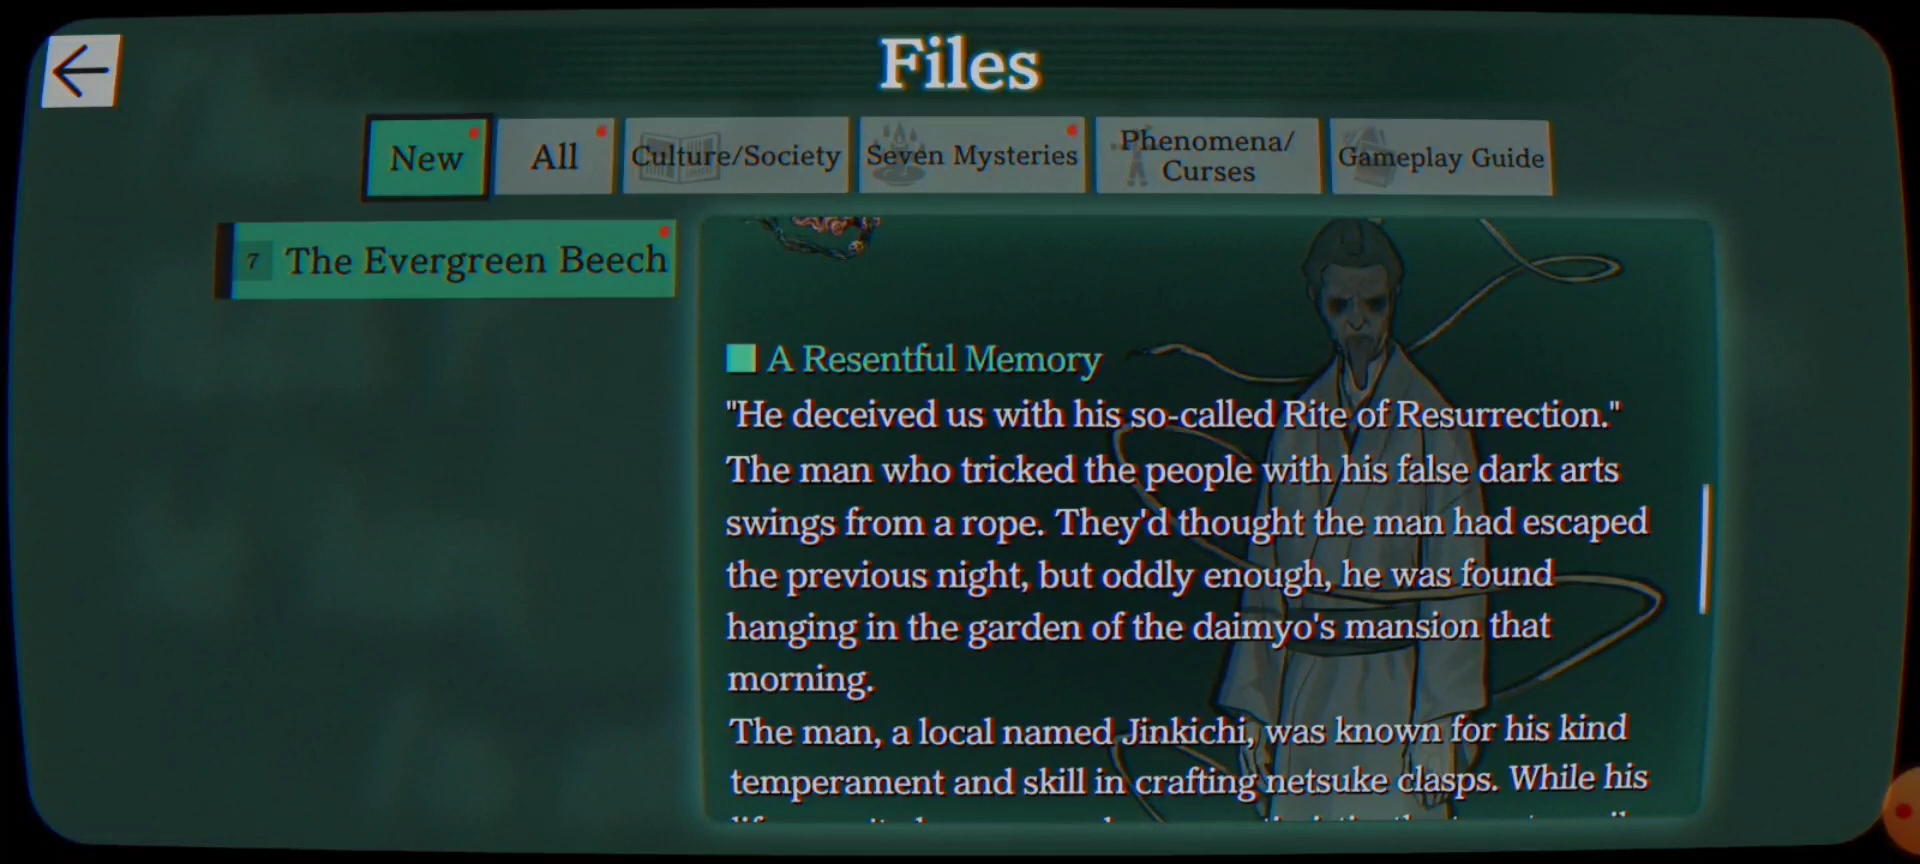 Files
New
All
Culture/Society
Seven Mysteries
Phenomena/
Curses
Gameplay Guide
7 The Evergreen Beech
A Resentful Memory
"He deceived us with his so-called Rite of Resurrection."
The man who tricked the people with his false dark arts
swings from a rope. They'd thought the man had escaped
the previous night, but oddly enough, he was found
hanging in the garden of the daimyo's mansion that
morning.
The man, a local named Jinkichi, was known for his kind
temperament and skill in crafting netsuke clasps. While his